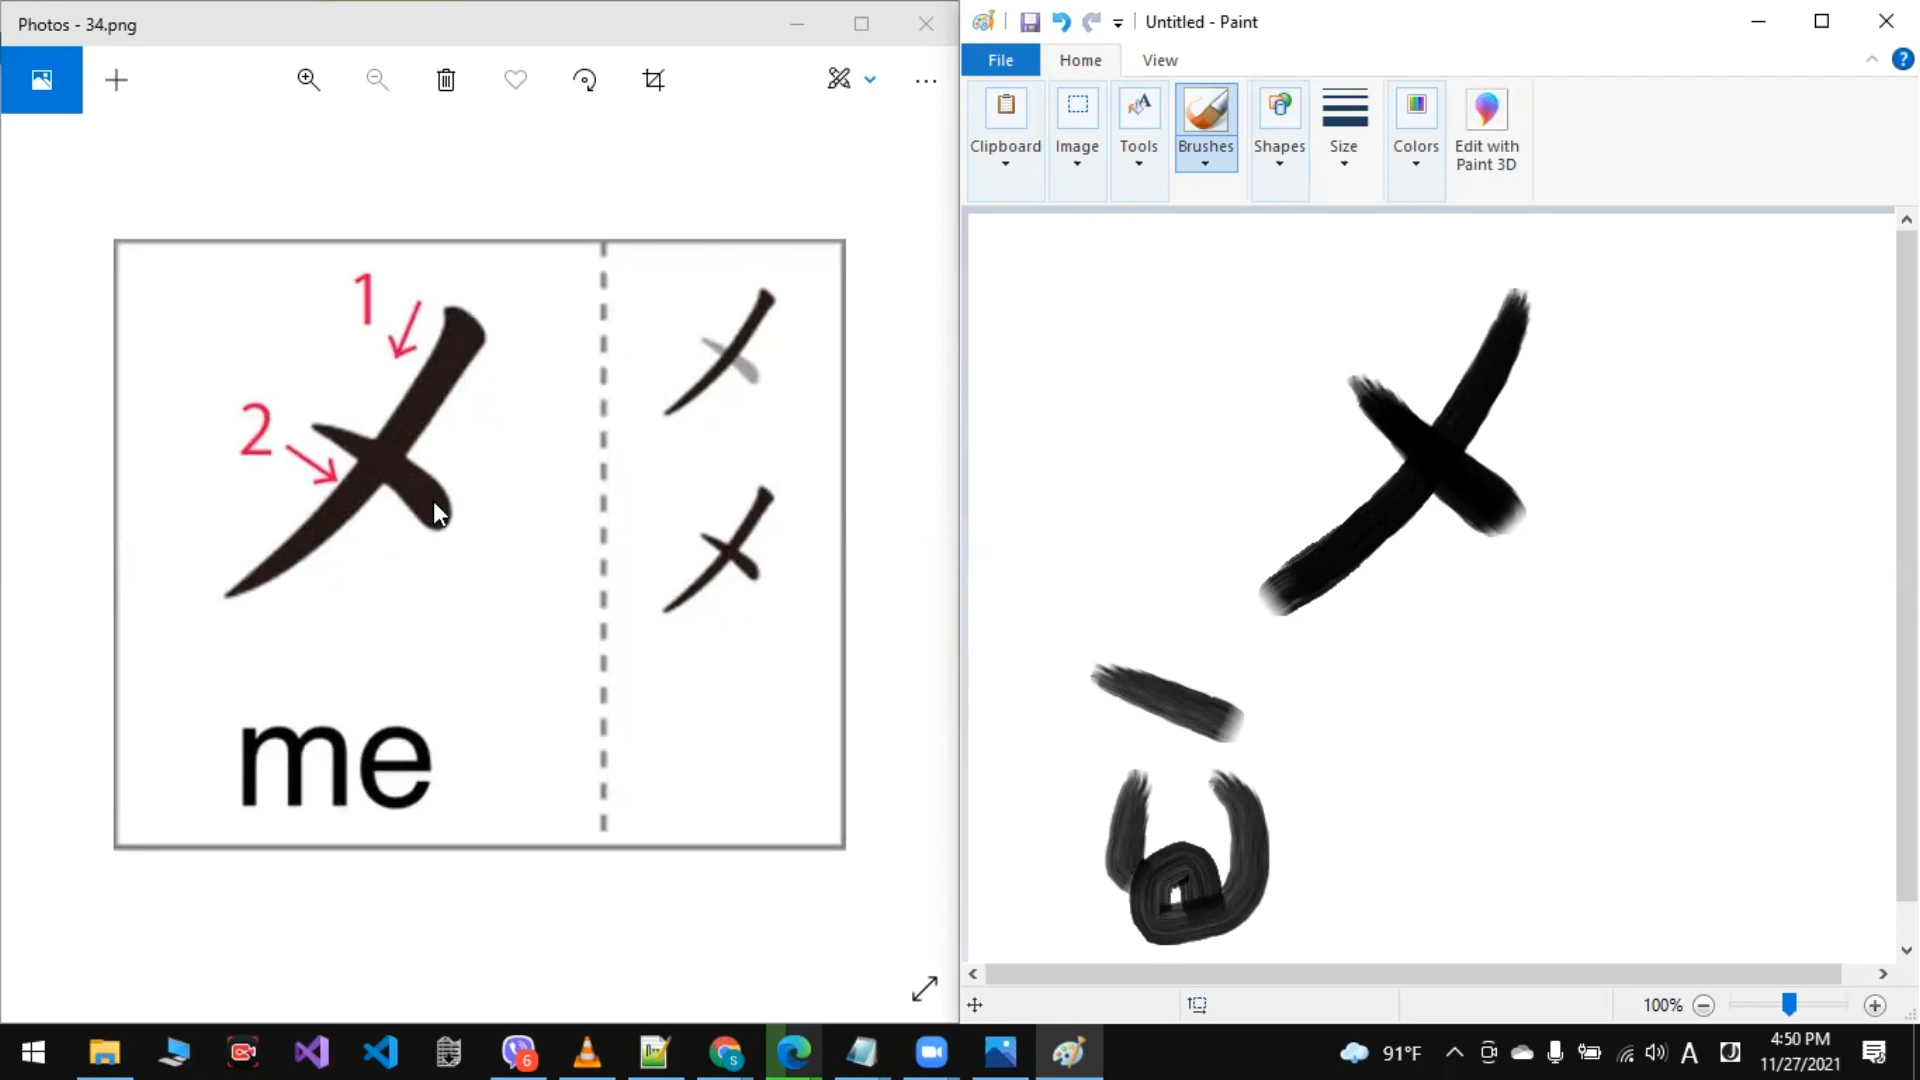 Photos - 34.png
Untitled - Paint
File
Home
View
Clipboard
Image
Tools
Brushes
Shapes
Size
Colors
Edit with
Paint 3D
1
2
メ
me
メ
メ
メ
100%
6
91°F
A
J
4:50 PM
11/27/2021